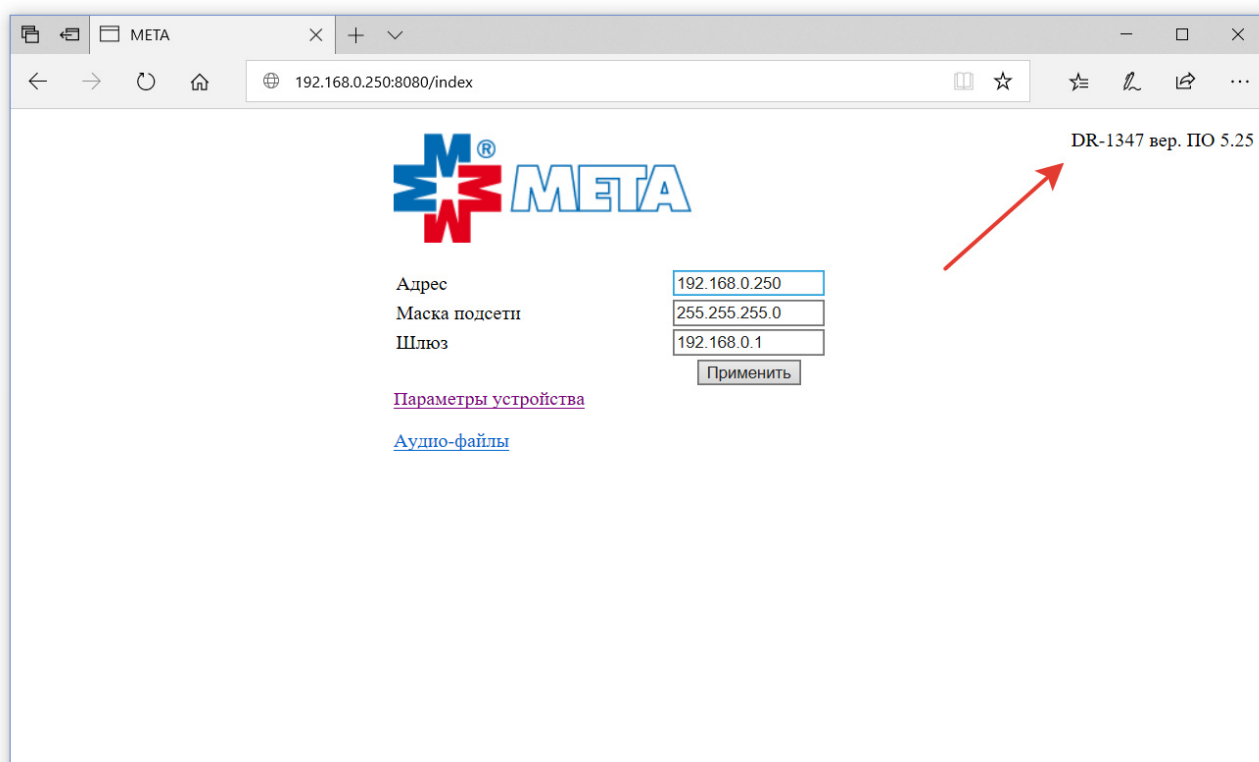 META
192.168.0.250:8080/index
DR-1347 вер. ПО 5.25
® META
Адрес 192.168.0.250
Маска подсети 255.255.255.0
Шлюз 192.168.0.1
Применить
Параметры устройства
Аудио-файлы